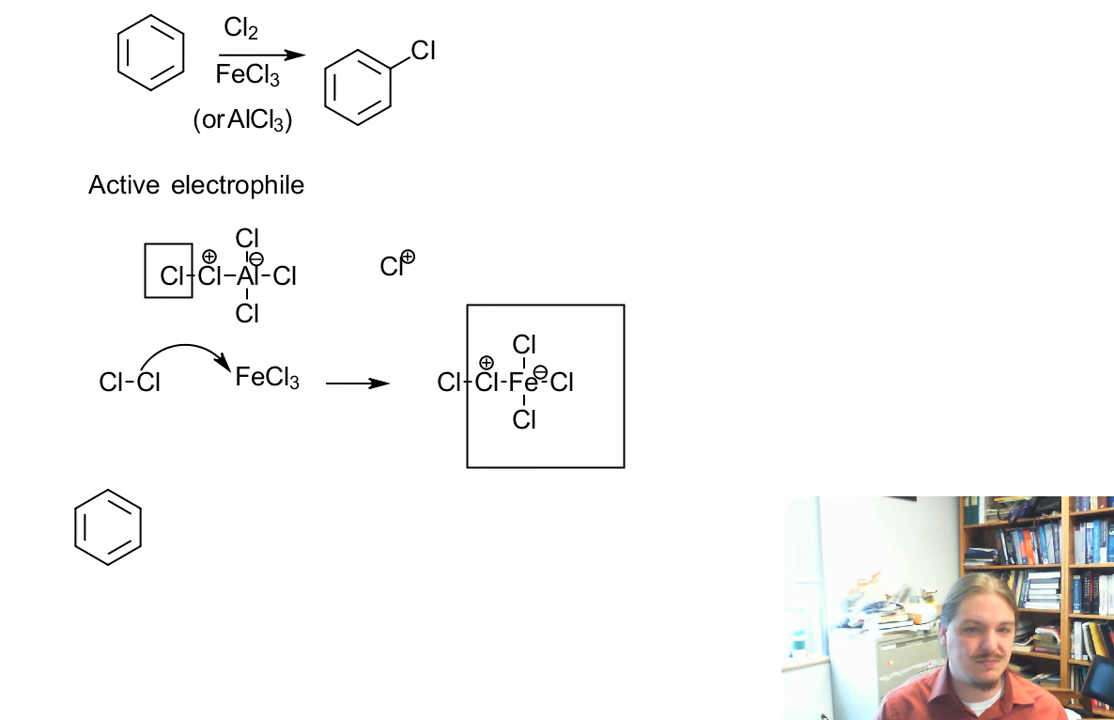 Cl2
Cl
FeCl3
(or AlCl3)
Active electrophile
Cl
⊕ ⊖
Cl-Cl-Al-Cl
Cl
Cl⊕
Cl
⊕ ⊖
Cl-Cl-Fe-Cl
Cl
Cl-Cl FeCl3